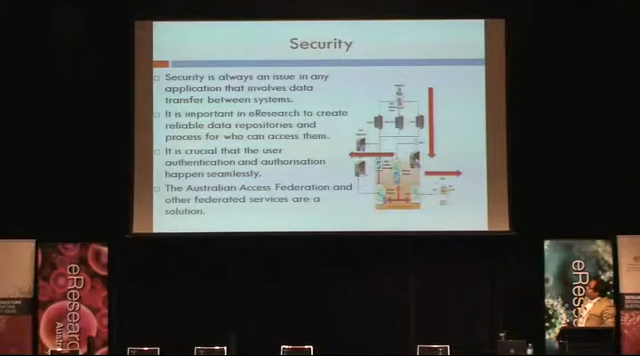 Security
Security is always an issue in any
application that involves data
transfer between systems.
It is important in eResearch to create
reliable data repositories and
process for who can access them.
It is crucial that the user
authentication and authorisation
happen seamlessly.
The Australian Access Federation and
other federated services are a
solution.
eResearch